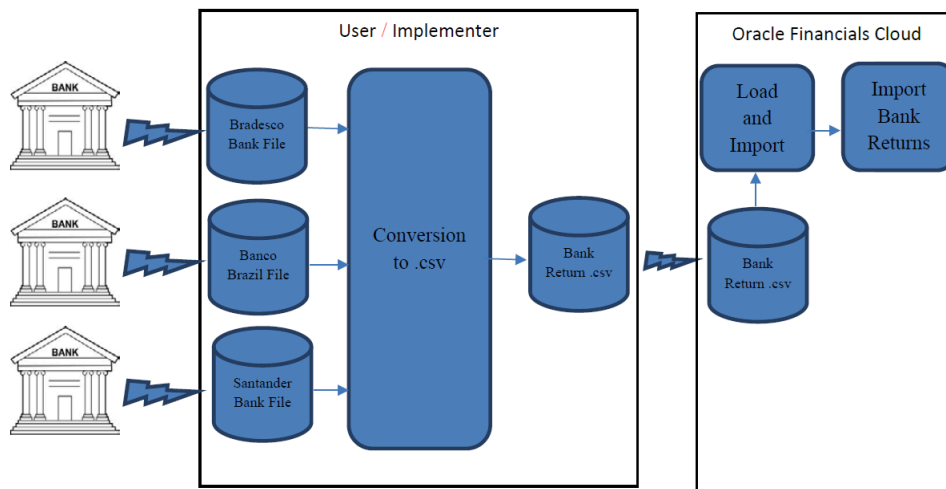 User / Implementer
Oracle Financials Cloud
BANK
Bradesco
Bank File
BANK
Banco
Brazil File
BANK
Santander
Bank File
Conversion
to .csv
Bank
Return .csv
Load
and
Import
Import
Bank
Returns
Bank
Return .csv